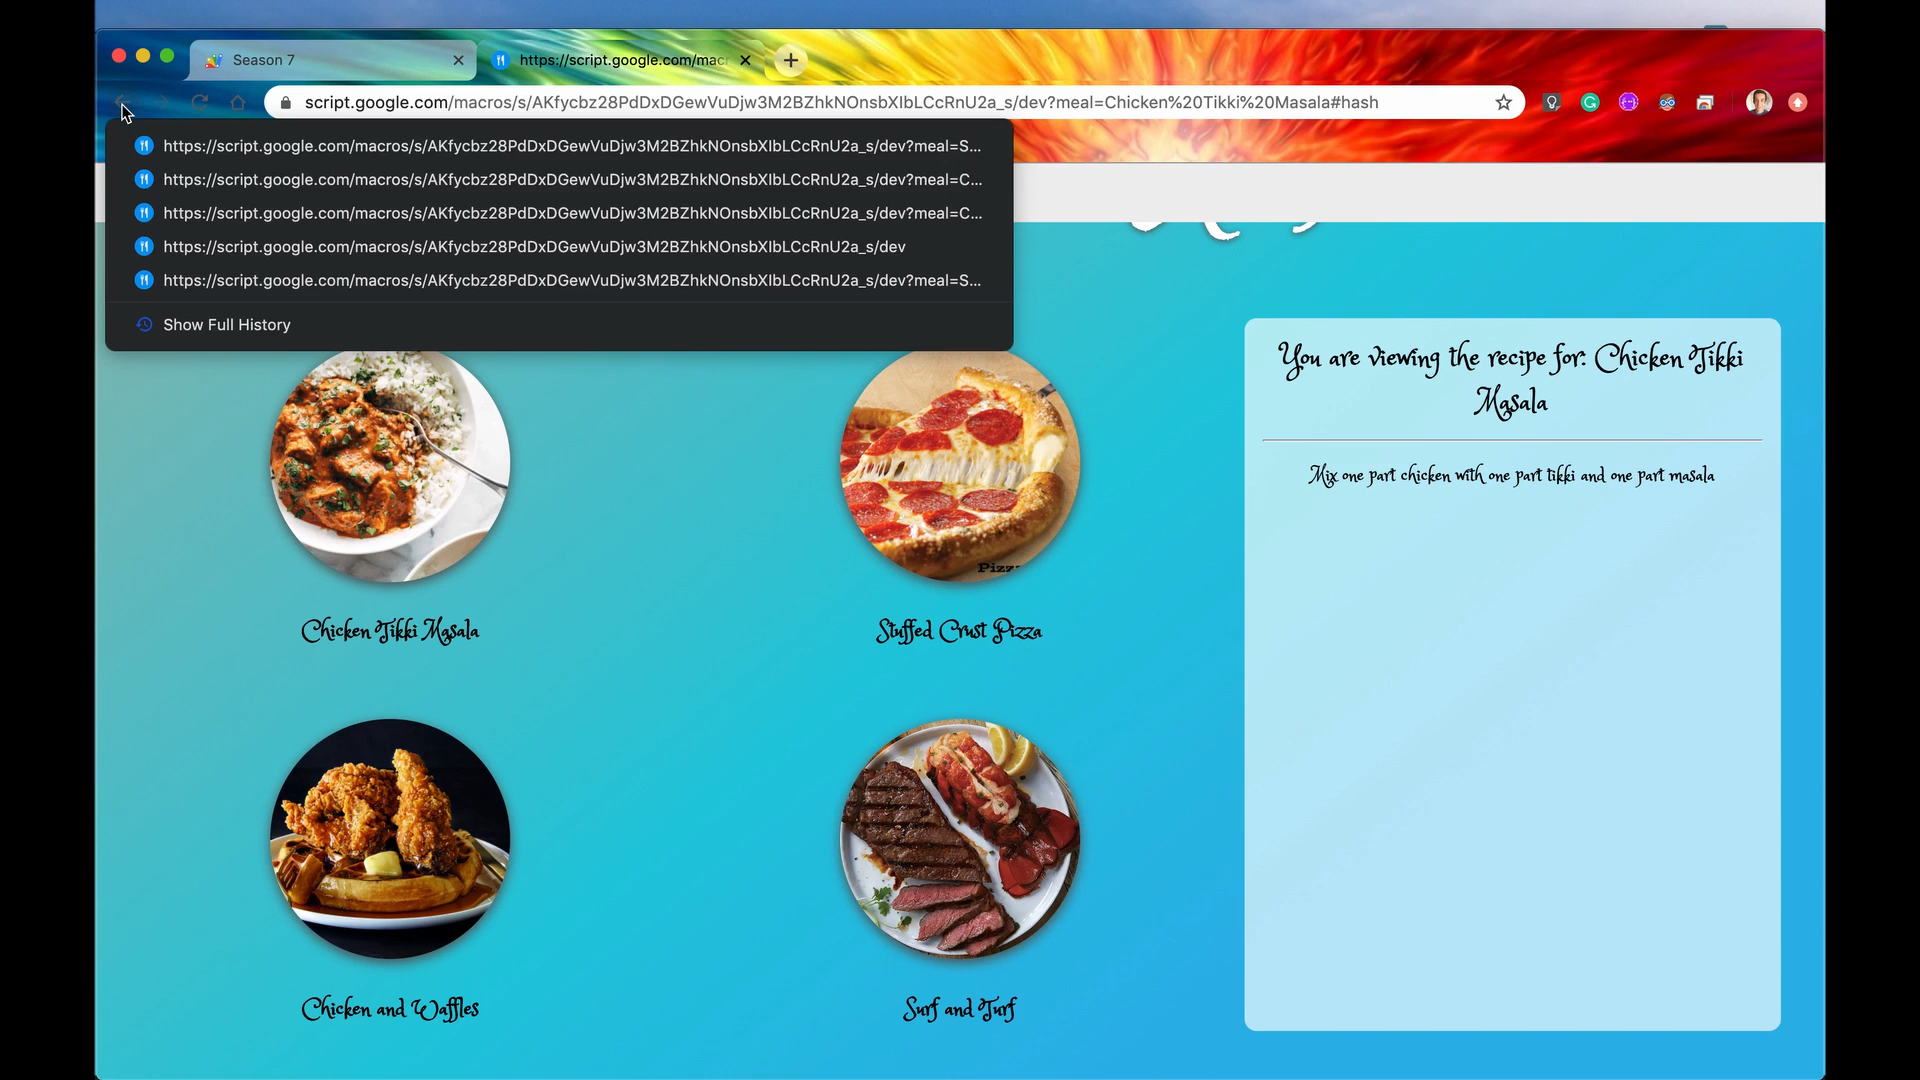 Season 7
https://script.google.com/mac
script.google.com/macros/s/AKfycbz28PdDxDGewVuDjw3M2BZhkNOnsbXIbLCcRnU2a_s/dev?meal=Chicken%20Tikki%20Masala#hash
https://script.google.com/macros/s/AKfycbz28PdDxDGewVuDjw3M2BZhkNOnsbXIbLCcRnU2a_s/dev?meal=S...
https://script.google.com/macros/s/AKfycbz28PdDxDGewVuDjw3M2BZhkNOnsbXIbLCcRnU2a_s/dev?meal=C...
https://script.google.com/macros/s/AKfycbz28PdDxDGewVuDjw3M2BZhkNOnsbXIbLCcRnU2a_s/dev?meal=C...
https://script.google.com/macros/s/AKfycbz28PdDxDGewVuDjw3M2BZhkNOnsbXIbLCcRnU2a_s/dev
https://script.google.com/macros/s/AKfycbz28PdDxDGewVuDjw3M2BZhkNOnsbXIbLCcRnU2a_s/dev?meal=S...
Show Full History
You are viewing the recipe for: Chicken Tikki
Masala
Mix one part chicken with one part tikki and one part masala
Pizz
Chicken Tikki Masala
Stuffed Crust Pizza
Chicken and Waffles
Surf and Turf